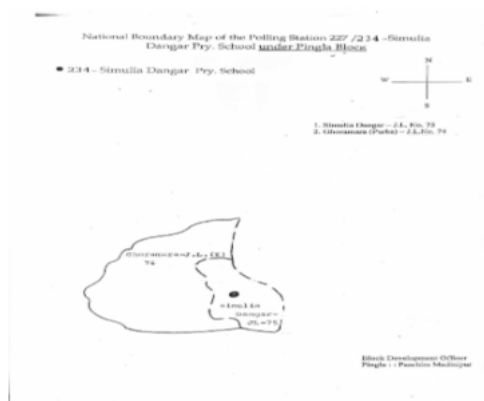 National Boundary Map of the Polling Station 227/234 -Simulia
Dangar Pry. School under Pingla Block
234- Simulia Dangar Pry. School
N
W E
S
1. Simulia Dangar - J.L. No. 75
2. Ghoramara (Purba) - J.L.No. 74
J.L.
74
Simulia
Dangar-
JL-75
Block Development Officer
Pingla : : Paschim Medinipur